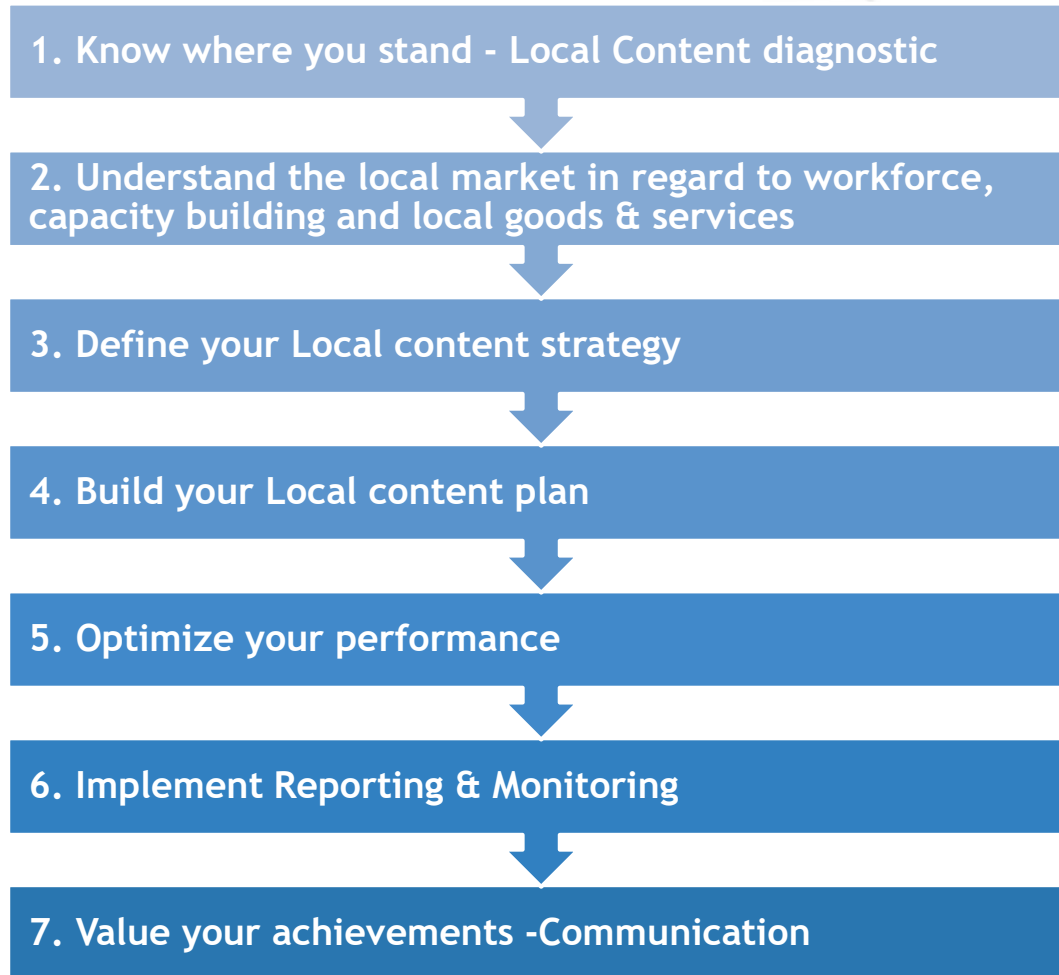 1. Know where you stand - Local Content diagnostic
2. Understand the local market in regard to workforce,
capacity building and local goods & services
3. Define your Local content strategy
4. Build your Local content plan
5. Optimize your performance
6. Implement Reporting & Monitoring
7. Value your achievements -Communication